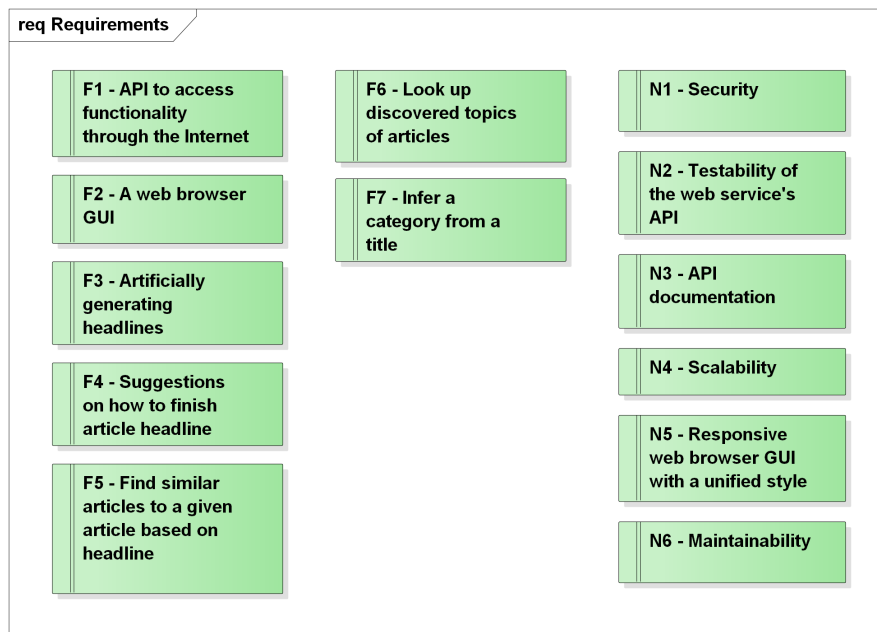 req Requirements
F1 - API to access
functionality
through the Internet
F2 - A web browser
GUI
F3 - Artificially
generating
headlines
F4 - Suggestions
on how to finish
article headline
F5 - Find similar
articles to a given
article based on
headline
F6 - Look up
discovered topics
of articles
F7 - Infer a
category from a
title
N1 - Security
N2 - Testability of
the web service's
API
N3 - API
documentation
N4 - Scalability
N5 - Responsive
web browser GUI
with a unified style
N6 - Maintainability